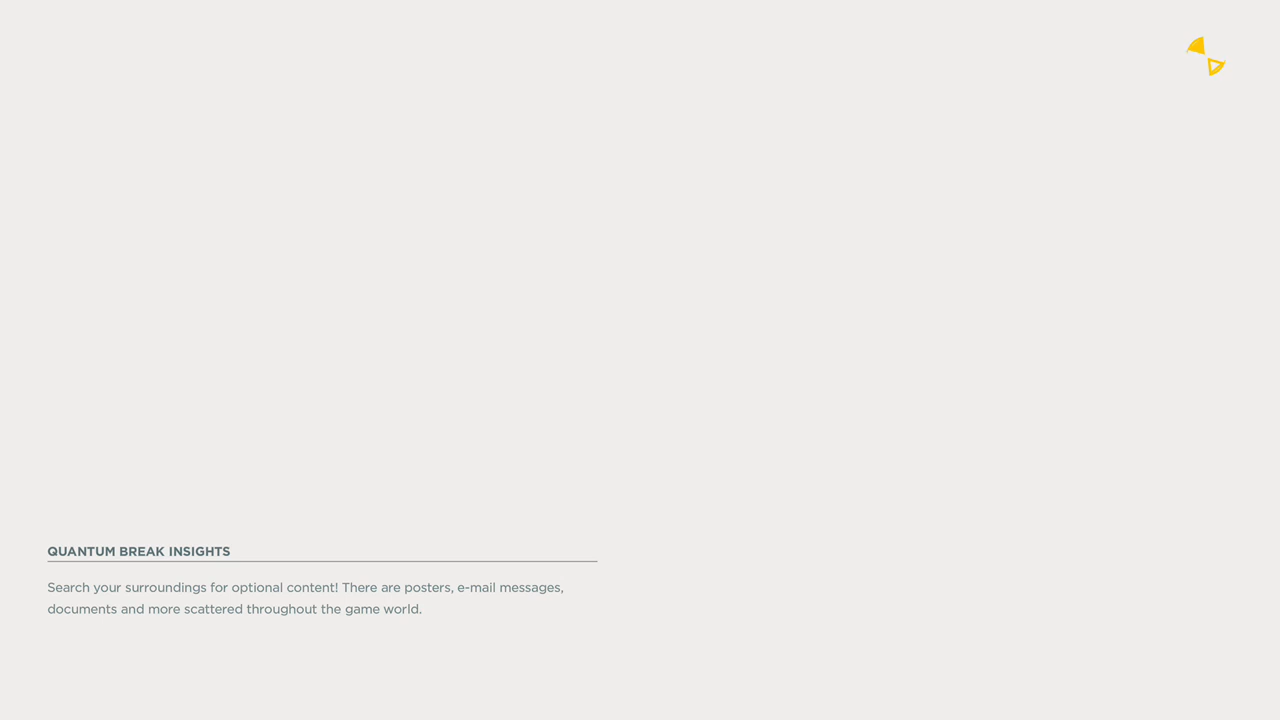 QUANTUM BREAK INSIGHTS
Search your surroundings for optional content! There are posters, e-mail messages,
documents and more scattered throughout the game world.